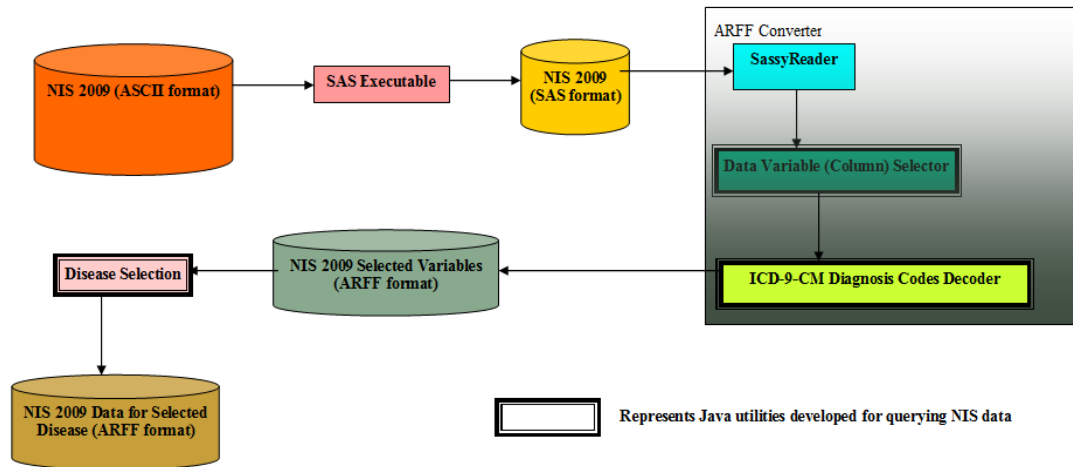 ARFF Converter
NIS 2009 (ASCII format)
SAS Executable
NIS 2009
(SAS format)
SassyReader
Data Variable (Column) Selector
ICD-9-CM Diagnosis Codes Decoder
NIS 2009 Selected Variables
(ARFF format)
Disease Selection
NIS 2009 Data for Selected
Disease (ARFF format)
Represents Java utilities developed for querying NIS data